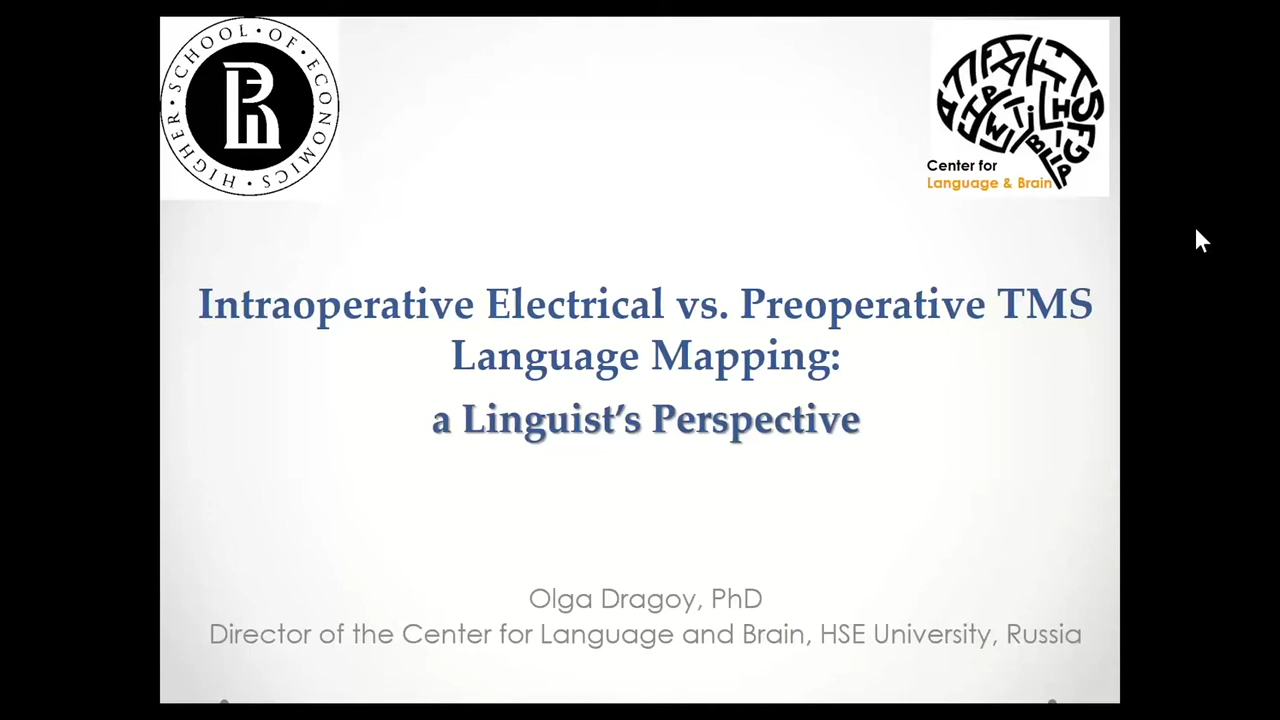 HIGHER · SCHOOL · OF · ECONOMICS · HSE ·
Center for
Language & Brain
Intraoperative Electrical vs. Preoperative TMS
Language Mapping:
a Linguist’s Perspective
Olga Dragoy, PhD
Director of the Center for Language and Brain, HSE University, Russia